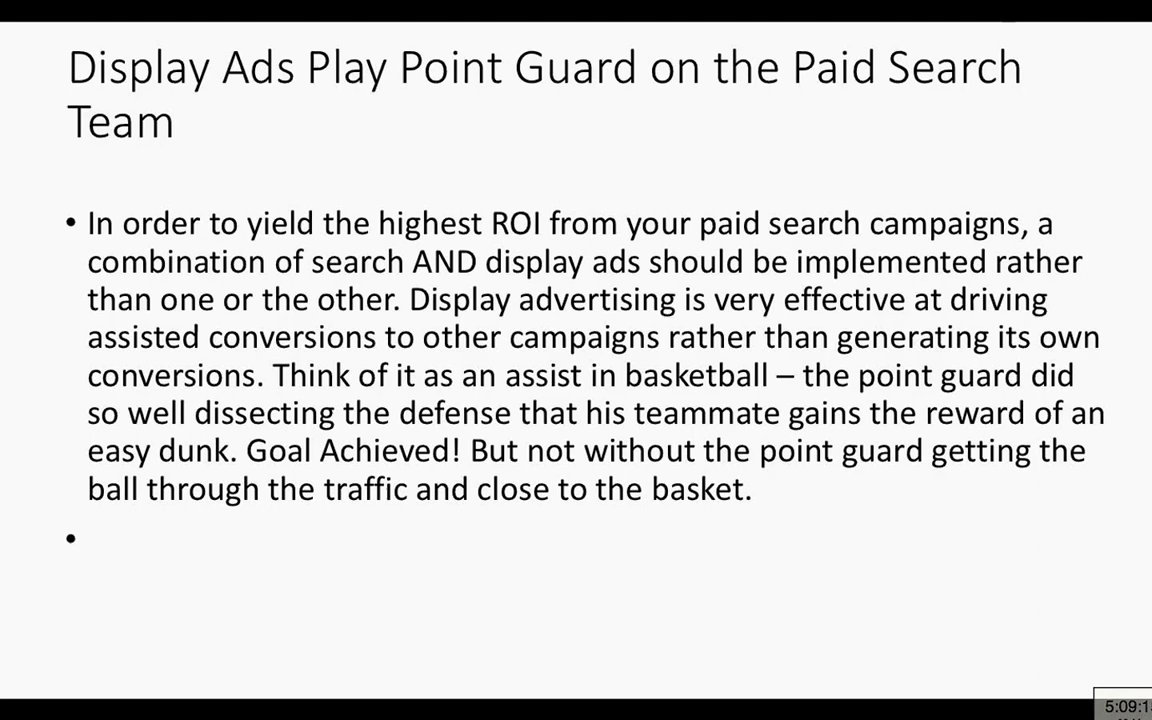 Display Ads Play Point Guard on the Paid Search
Team
• In order to yield the highest ROI from your paid search campaigns, a
combination of search AND display ads should be implemented rather
than one or the other. Display advertising is very effective at driving
assisted conversions to other campaigns rather than generating its own
conversions. Think of it as an assist in basketball – the point guard did
so well dissecting the defense that his teammate gains the reward of an
easy dunk. Goal Achieved! But not without the point guard getting the
ball through the traffic and close to the basket.
•